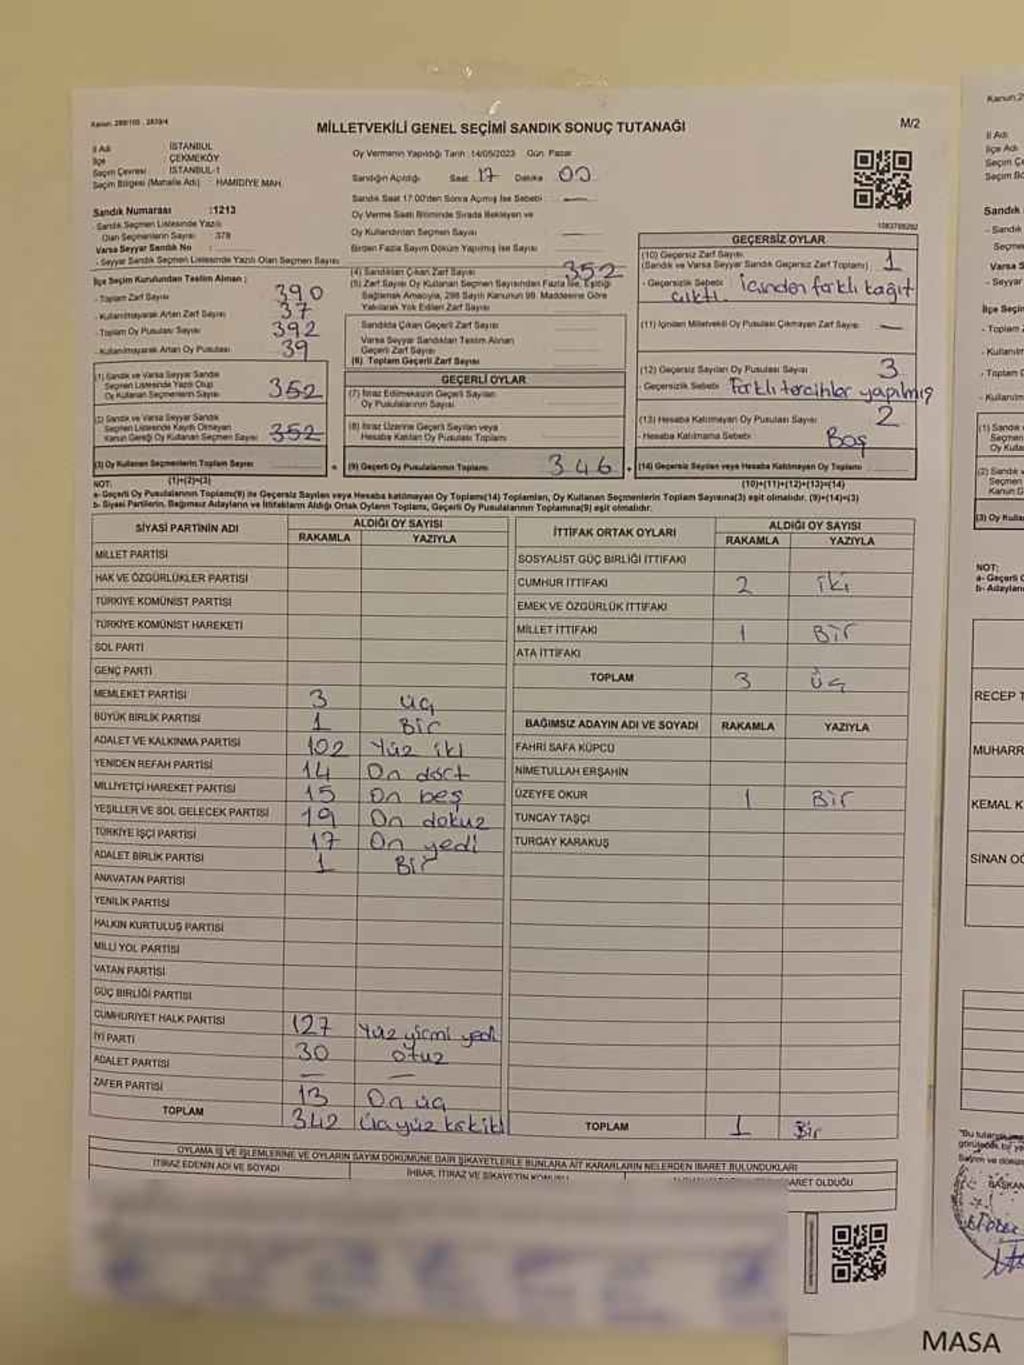 Kanun: 298/105 - 2839/4
MİLLETVEKİLİ GENEL SEÇİMİ SANDIK SONUÇ TUTANAĞI
M/2
İl Adı İSTANBUL
İlçe ÇEKMEKÖY
Seçim Çevresi İSTANBUL-1
Seçim Bölgesi (Mahalle Adı) : HAMİDİYE MAH.
Oy Vermenin Yapıldığı Tarih : 14/05/2023 Gün: Pazar
Sandığın Açıldığı Saat 17 Dakika 00
Sandık Saat 17.00'den Sonra Açılmış İse Sebebi —
Oy Verme Saati Bitiminde Sırada Bekleyen ve
Oy Kullandırılan Seçmen Sayısı —
Birden Fazla Sayım Döküm Yapılmış İse Sayısı
Sandık Numarası :1213
- Sandık Seçmen Listesinde Yazılı
Olan Seçmenlerin Sayısı : 378
Varsa Seyyar Sandık No :
- Seyyar Sandık Seçmen Listesinde Yazılı Olan Seçmen Sayısı
İlçe Seçim Kurulundan Teslim Alınan ;
- Toplam Zarf Sayısı 390
- Kullanılmayarak Artan Zarf Sayısı 37
- Toplam Oy Pusulası Sayısı 392
- Kullanılmayarak Artan Oy Pusulası 39
(1) Sandık ve Varsa Seyyar Sandık
Seçmen Listesinde Yazılı Olup
Oy Kullanan Seçmenlerin Sayısı 352
(2) Sandık ve Varsa Seyyar Sandık
Seçmen Listesinde Kayıtlı Olmayan
Kanun Gereği Oy Kullanan Seçmen Sayısı 352
(3) Oy Kullanan Seçmenlerin Toplam Sayısı
(1)+(2)=(3)
(4) Sandıktan Çıkan Zarf Sayısı 352
(5) Zarf Sayısı Oy Kullanan Seçmen Sayısından Fazla İse, Eşitliği
Sağlamak Amacıyla, 298 Sayılı Kanunun 98. Maddesine Göre
Yakılarak Yok Edilen Zarf Sayısı
Sandıkta Çıkan Geçerli Zarf Sayısı
Varsa Seyyar Sandıktan Teslim Alınan
Geçerli Zarf Sayısı
(6) Toplam Geçerli Zarf Sayısı
GEÇERLİ OYLAR
(7) İtiraz Edilmeksizin Geçerli Sayılan
Oy Pusulalarının Sayısı
(8) İtiraz Üzerine Geçerli Sayılan veya
Hesaba Katılan Oy Pusulası Toplamı
(9) Geçerli Oy Pusulalarının Toplamı 346
GEÇERSİZ OYLAR
(10) Geçersiz Zarf Sayısı
(Sandık ve Varsa Seyyar Sandık Geçersiz Zarf Toplamı) 1
- Geçersizlik Sebebi İçinden farklı kağıt
çıktı
(11) İçinden Milletvekili Oy Pusulası Çıkmayan Zarf Sayısı —
(12) Geçersiz Sayılan Oy Pusulası Sayısı 3
- Geçersizlik Sebebi Farklı tercihler yapılmış
(13) Hesaba Katılmayan Oy Pusulası Sayısı 2
- Hesaba Katılmama Sebebi Boş
(14) Geçersiz Sayılan veya Hesaba Katılmayan Oy Toplamı
(10)+(11)+(12)+(13)=(14)
NOT:
a- Geçerli Oy Pusulalarının Toplamı(9) ile Geçersiz Sayılan veya Hesaba katılmayan Oy Toplamı(14) Toplamları, Oy Kullanan Seçmenlerin Toplam Sayısına(3) eşit olmalıdır. (9)+(14)=(3)
b- Siyasi Partilerin, Bağımsız Adayların ve İttifakların Aldığı Ortak Oyların Toplamı, Geçerli Oy Pusulalarının Toplamına(9) eşit olmalıdır.
SİYASİ PARTİNİN ADI ALDIĞI OY SAYISI
RAKAMLA YAZIYLA
MİLLET PARTİSİ
HAK VE ÖZGÜRLÜKLER PARTİSİ
TÜRKİYE KOMÜNİST PARTİSİ
TÜRKİYE KOMÜNİST HAREKETİ
SOL PARTİ
GENÇ PARTİ
MEMLEKET PARTİSİ 3 üç
BÜYÜK BİRLİK PARTİSİ 1 Bir
ADALET VE KALKINMA PARTİSİ 102 Yüz iki
YENİDEN REFAH PARTİSİ 14 On dört
MİLLİYETÇİ HAREKET PARTİSİ 15 On beş
YEŞİLLER VE SOL GELECEK PARTİSİ 19 On dokuz
TÜRKİYE İŞÇİ PARTİSİ 17 On yedi
ADALET BİRLİK PARTİSİ 1 Bir
ANAVATAN PARTİSİ
YENİLİK PARTİSİ
HALKIN KURTULUŞ PARTİSİ
MİLLİ YOL PARTİSİ
VATAN PARTİSİ
GÜÇ BİRLİĞİ PARTİSİ
CUMHURİYET HALK PARTİSİ 127 Yüz yirmi yedi
İYİ PARTİ 30 otuz
ADALET PARTİSİ — —
ZAFER PARTİSİ 13 On üç
TOPLAM 342
İTTİFAK ORTAK OYLARI ALDIĞI OY SAYISI
RAKAMLA YAZIYLA
SOSYALİST GÜÇ BİRLİĞİ İTTİFAKI
CUMHUR İTTİFAKI 2 iki
EMEK VE ÖZGÜRLÜK İTTİFAKI
MİLLET İTTİFAKI 1 Bir
ATA İTTİFAKI
TOPLAM 3 üç
BAĞIMSIZ ADAYIN ADI VE SOYADI RAKAMLA YAZIYLA
FAHRİ SAFA KÜPCÜ
NİMETULLAH ERŞAHİN
ÜZEYFE OKUR 1 Bir
TUNCAY TAŞÇI
TURGAY KARAKUŞ
TOPLAM 1 Bir
OYLAMA İŞ VE İŞLEMLERİNE VE OYLARIN SAYIM DÖKÜMÜNE DAİR ŞİKAYETLERLE BUNLARA AİT KARARLARIN NELERDEN İBARET BULUNDUKLARI
İTİRAZ EDENİN ADI VE SOYADI
İHBAR, İTİRAZ VE ŞİKAYETİN KONUSU
İBARET OLDUĞU
Kanun:
İl Adı
İlçe Adı
Sandık
- Sandık
Varsa S
- Seyyar
İlçe Seçim
- Toplam
NOT:
RECEP T
MUHARR
KEMAL K
SİNAN O
BAŞKAN
MASA